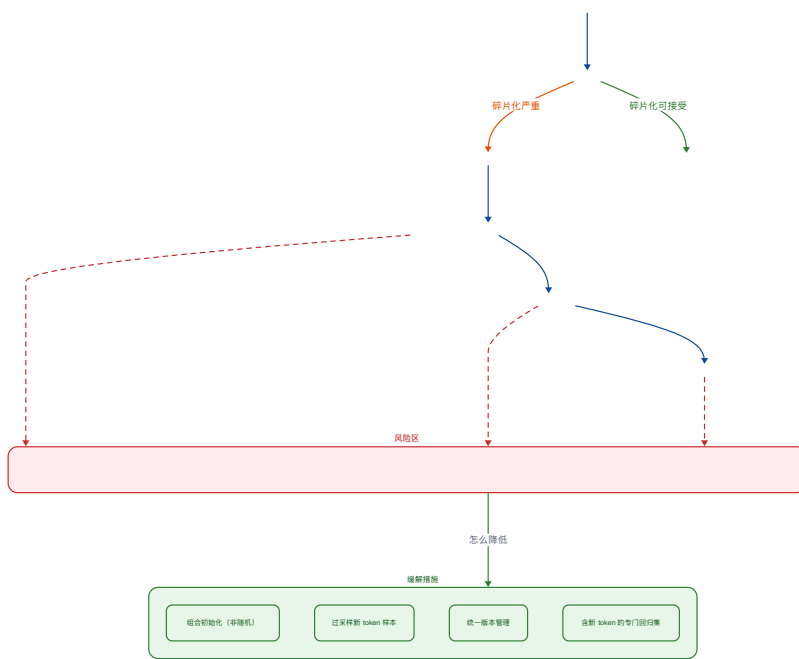 碎片化严重
碎片化可接受
风险区
怎么降低
缓解措施
组合初始化（非随机）
过采样新 token 样本
统一版本管理
含新 token 的专门回归集